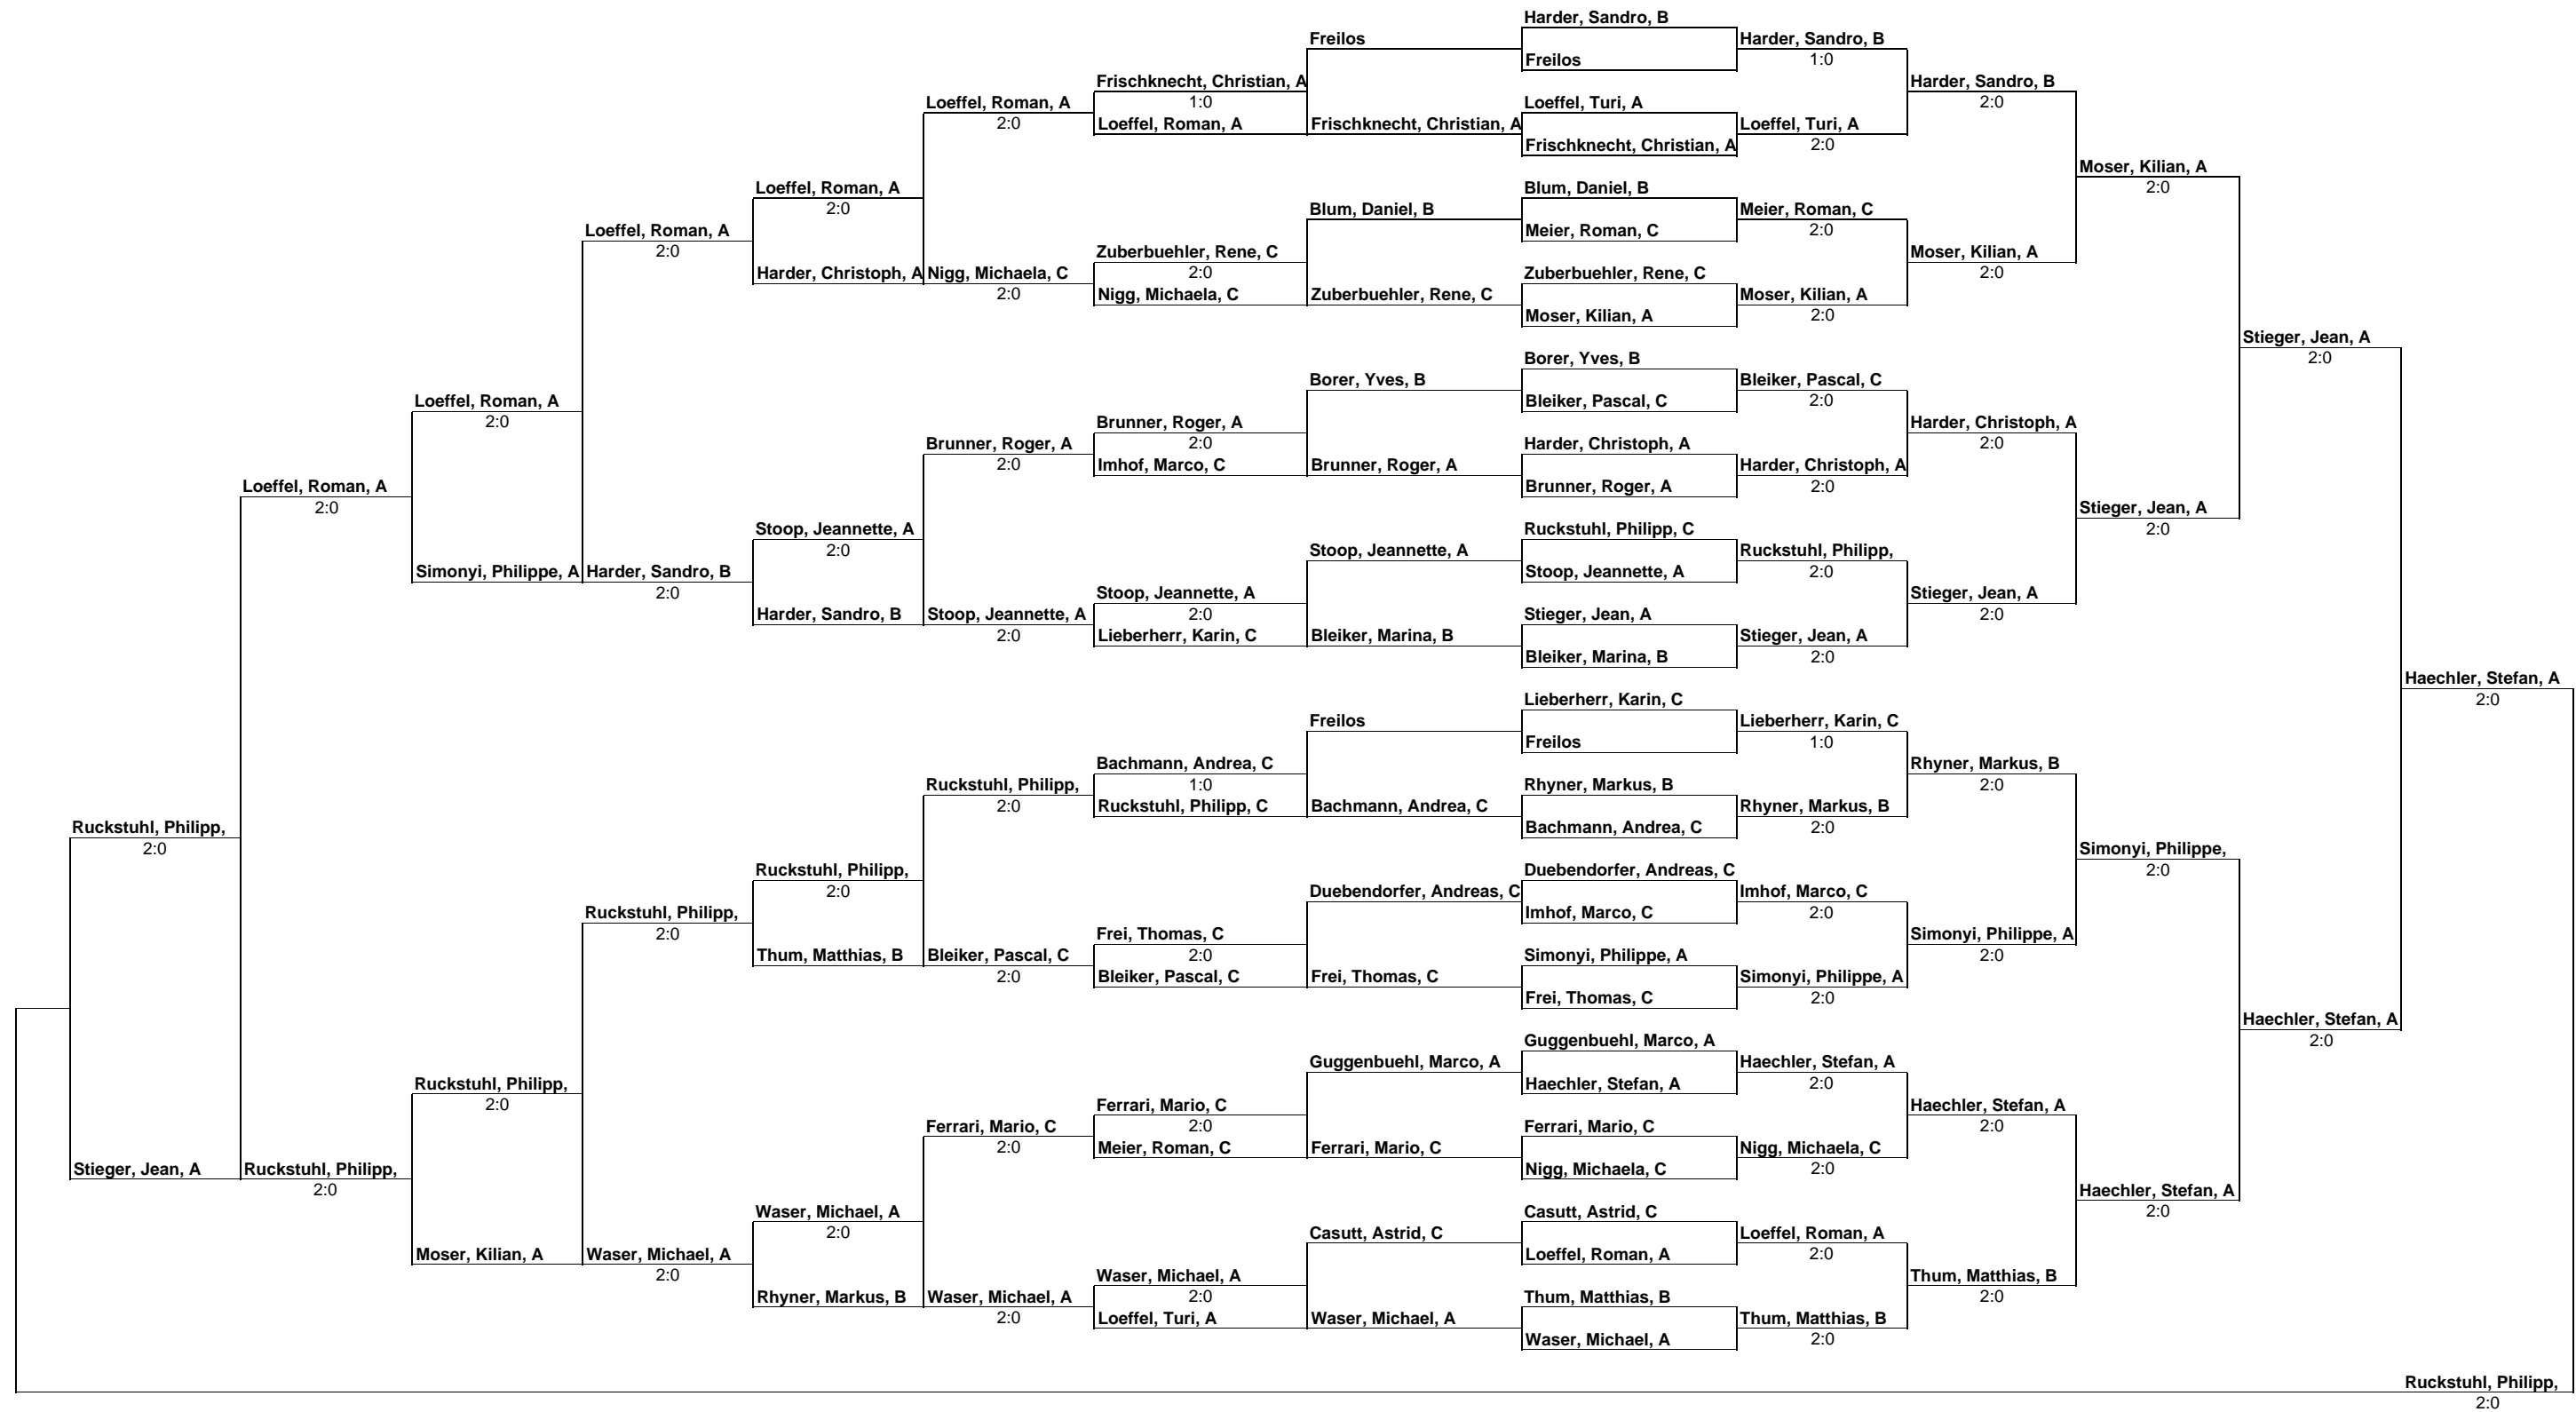 Harder, Sandro, B
Freilos
Harder, Sandro, B
Freilos
1:0
Frischknecht, Christian, A
Harder, Sandro, B
Loeffel, Roman, A
1:0
Loeffel, Turi, A
2:0
2:0
Loeffel, Roman, A
Frischknecht, Christian, A
Loeffel, Turi, A
Frischknecht, Christian, A
2:0
Moser, Kilian, A
Loeffel, Roman, A
Blum, Daniel, B
2:0
2:0
Blum, Daniel, B
Meier, Roman, C
Loeffel, Roman, A
Meier, Roman, C
2:0
2:0
Zuberbuehler, Rene, C
Moser, Kilian, A
Harder, Christoph, A
Nigg, Michaela, C
2:0
Zuberbuehler, Rene, C
2:0
2:0
Nigg, Michaela, C
Zuberbuehler, Rene, C
Moser, Kilian, A
Moser, Kilian, A
2:0
Stieger, Jean, A
Borer, Yves, B
2:0
Borer, Yves, B
Bleiker, Pascal, C
Loeffel, Roman, A
Bleiker, Pascal, C
2:0
2:0
Brunner, Roger, A
Harder, Christoph, A
Brunner, Roger, A
2:0
Harder, Christoph, A
2:0
2:0
Imhof, Marco, C
Brunner, Roger, A
Harder, Christoph, A
Loeffel, Roman, A
Brunner, Roger, A
2:0
2:0
Stieger, Jean, A
Stoop, Jeannette, A
Ruckstuhl, Philipp, C
2:0
2:0
Stoop, Jeannette, A
Ruckstuhl, Philipp,
Simonyi, Philippe, A
Harder, Sandro, B
Stoop, Jeannette, A
2:0
2:0
Stoop, Jeannette, A
Stieger, Jean, A
Harder, Sandro, B
Stoop, Jeannette, A
2:0
Stieger, Jean, A
2:0
2:0
Lieberherr, Karin, C
Bleiker, Marina, B
Stieger, Jean, A
Bleiker, Marina, B
2:0
Haechler, Stefan, A
Lieberherr, Karin, C
2:0
Freilos
Lieberherr, Karin, C
Freilos
1:0
Bachmann, Andrea, C
Rhyner, Markus, B
Ruckstuhl, Philipp,
1:0
Rhyner, Markus, B
2:0
2:0
Ruckstuhl, Philipp, C
Bachmann, Andrea, C
Rhyner, Markus, B
Ruckstuhl, Philipp,
Bachmann, Andrea, C
2:0
2:0
Simonyi, Philippe,
Ruckstuhl, Philipp,
Duebendorfer, Andreas, C
2:0
2:0
Duebendorfer, Andreas, C
Imhof, Marco, C
Ruckstuhl, Philipp,
Imhof, Marco, C
2:0
2:0
Frei, Thomas, C
Simonyi, Philippe, A
Thum, Matthias, B
Bleiker, Pascal, C
2:0
Simonyi, Philippe, A
2:0
2:0
Bleiker, Pascal, C
Frei, Thomas, C
Simonyi, Philippe, A
Frei, Thomas, C
2:0
Haechler, Stefan, A
Guggenbuehl, Marco, A
2:0
Guggenbuehl, Marco, A
Haechler, Stefan, A
Ruckstuhl, Philipp,
Haechler, Stefan, A
2:0
2:0
Ferrari, Mario, C
Haechler, Stefan, A
Ferrari, Mario, C
2:0
Ferrari, Mario, C
2:0
2:0
Meier, Roman, C
Ferrari, Mario, C
Nigg, Michaela, C
Stieger, Jean, A
Ruckstuhl, Philipp,
Nigg, Michaela, C
2:0
2:0
Haechler, Stefan, A
Waser, Michael, A
Casutt, Astrid, C
2:0
2:0
Casutt, Astrid, C
Loeffel, Roman, A
Moser, Kilian, A
Waser, Michael, A
Loeffel, Roman, A
2:0
2:0
Waser, Michael, A
Thum, Matthias, B
Rhyner, Markus, B
Waser, Michael, A
2:0
Thum, Matthias, B
2:0
2:0
Loeffel, Turi, A
Waser, Michael, A
Thum, Matthias, B
Waser, Michael, A
2:0
Ruckstuhl, Philipp,
2:0